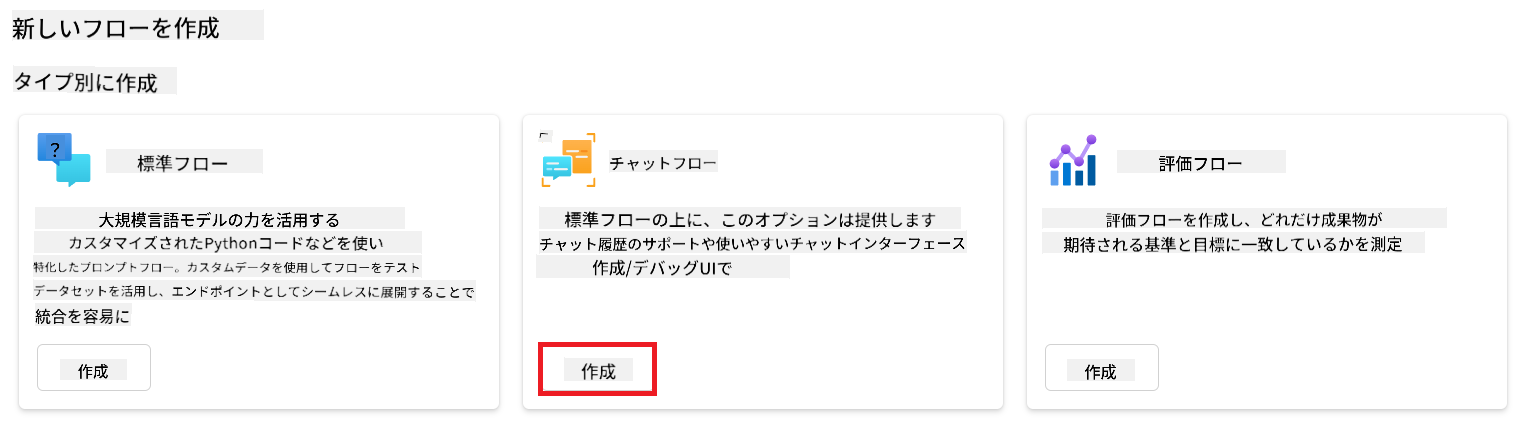 新しいフローを作成
タイプ別に作成
?
標準フロー
大規模言語モデルの力を活用する
カスタマイズされたPythonコードなどを使い
特化したプロンプトフロー。カスタムデータを使用してフローをテスト
データセットを活用し、エンドポイントとしてシームレスに展開することで
統合を容易に
作成
チャットフロー
標準フローの上に、このオプションは提供します
チャット履歴のサポートや使いやすいチャットインターフェース
作成/デバッグUIで
作成
評価フロー
評価フローを作成し、どれだけ成果物が
期待される基準と目標に一致しているかを測定
作成